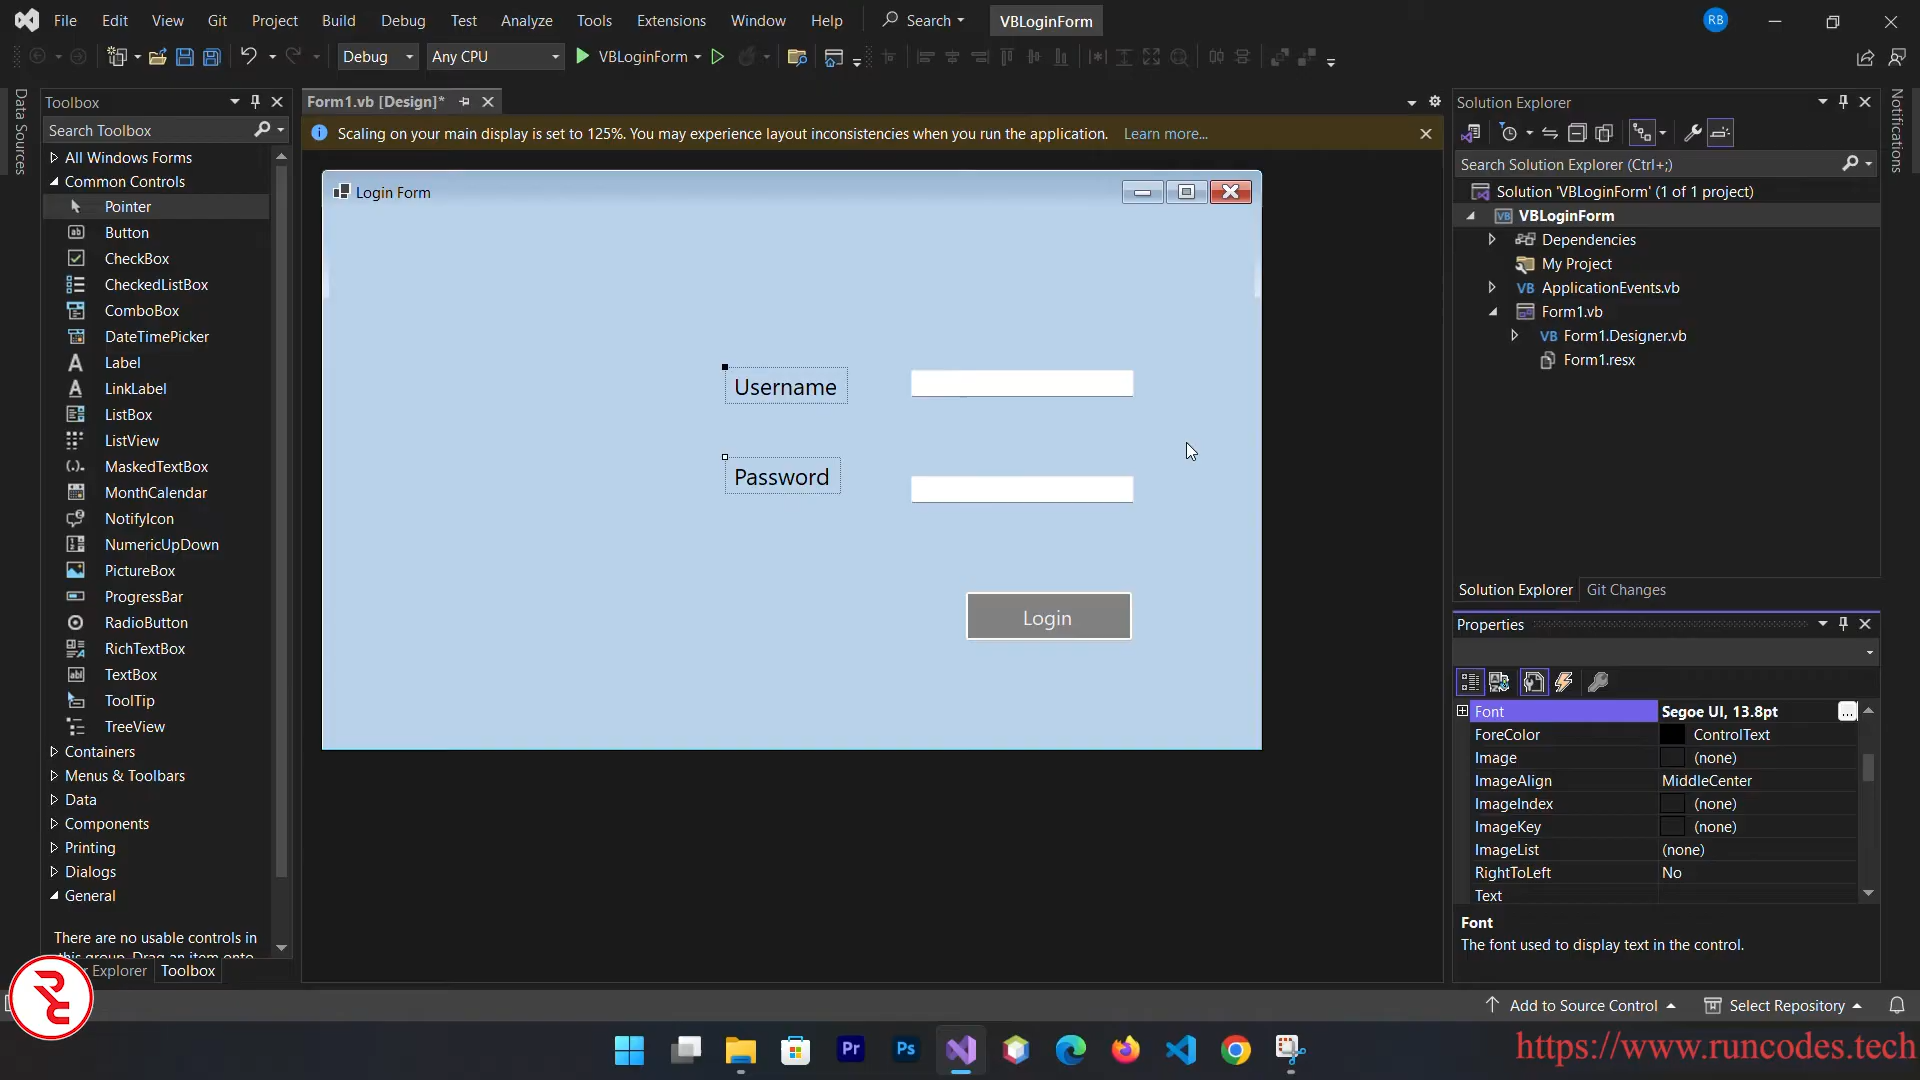 File Edit View Git Project Build Debug Test Analyze Tools Extensions Window Help Search VBLoginForm RB
Debug Any CPU VBLoginForm
Data Sources
Toolbox
Search Toolbox
All Windows Forms
Common Controls
Pointer
Button
CheckBox
CheckedListBox
ComboBox
DateTimePicker
Label
LinkLabel
ListBox
ListView
MaskedTextBox
MonthCalendar
NotifyIcon
NumericUpDown
PictureBox
ProgressBar
RadioButton
RichTextBox
TextBox
ToolTip
TreeView
Containers
Menus & Toolbars
Data
Components
Printing
Dialogs
General
There are no usable controls in
this group. Drag an item onto
Explorer Toolbox
Form1.vb [Design]*
Scaling on your main display is set to 125%. You may experience layout inconsistencies when you run the application. Learn more...
Login Form
Username
Password
Login
Solution Explorer
Search Solution Explorer (Ctrl+;)
Solution 'VBLoginForm' (1 of 1 project)
VBLoginForm
Dependencies
My Project
ApplicationEvents.vb
Form1.vb
Form1.Designer.vb
Form1.resx
Solution Explorer Git Changes
Notifications
Properties
Font Segoe UI, 13.8pt ...
ForeColor ControlText
Image (none)
ImageAlign MiddleCenter
ImageIndex (none)
ImageKey (none)
ImageList (none)
RightToLeft No
Text
Font
The font used to display text in the control.
Add to Source Control Select Repository
Pr Ps
https://www.runcodes.tech